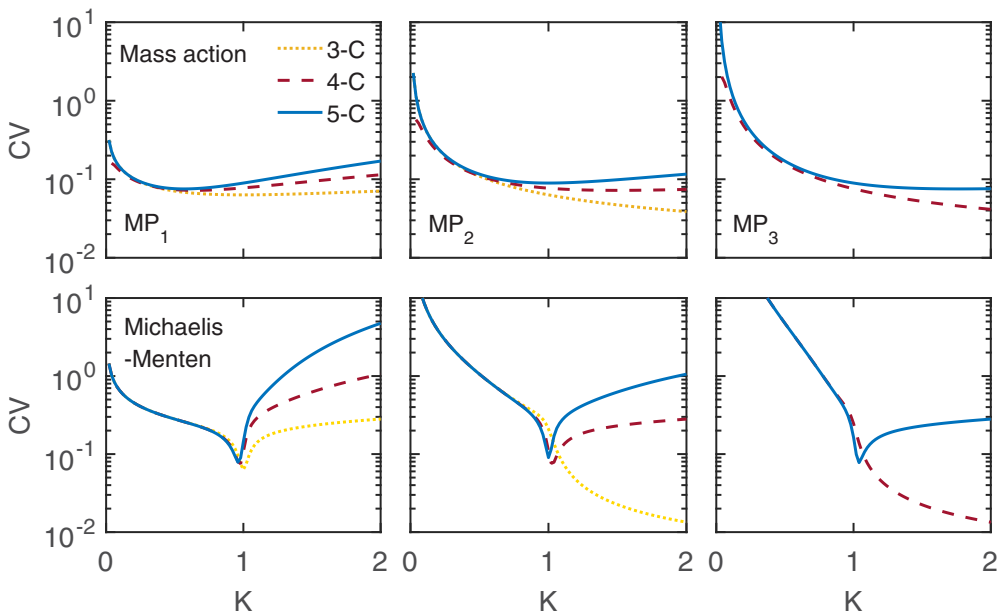 10^1
10^0
10^-1
10^-2
CV
Mass action
3-C
4-C
5-C
MP_1
MP_2
MP_3
10^1
10^0
10^-1
10^-2
CV
Michaelis
-Menten
0 1 2
0 1 2
0 1 2
K
K
K